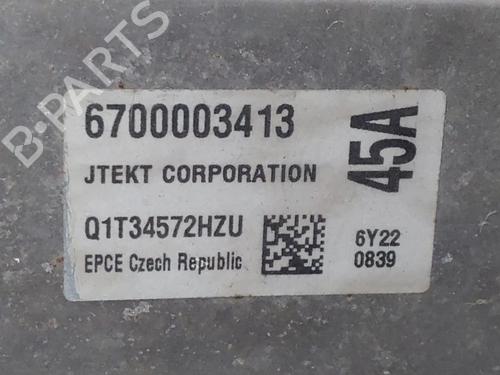 B-PARTS
6700003413
45A
JTEKT CORPORATION
Q1T34572HZU
EPCE Czech Republic
6Y22
0839